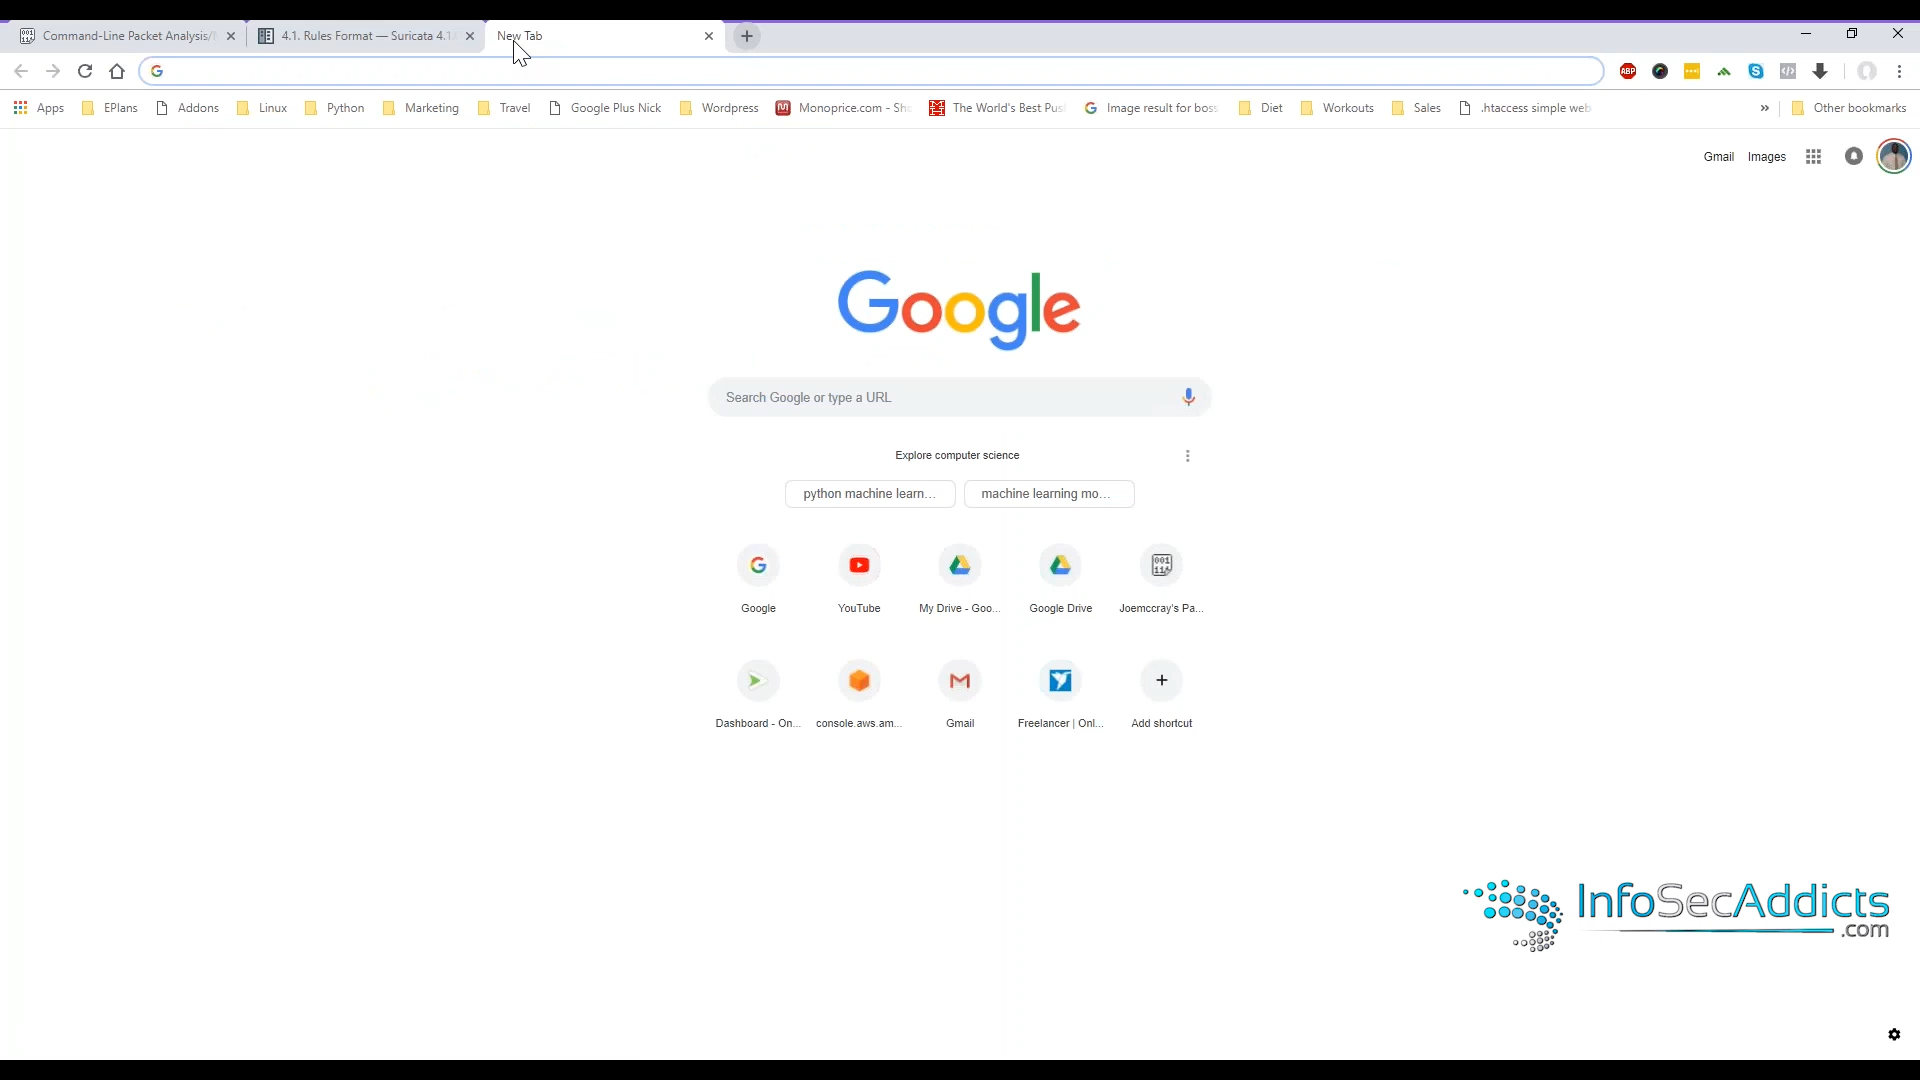 Command-Line Packet Analysis/
4.1. Rules Format — Suricata 4.1
New Tab
Apps
EPlans
Addons
Linux
Python
Marketing
Travel
Google Plus Nick
Wordpress
Monoprice.com - Sh
The World's Best Pus
Image result for boss
Diet
Workouts
Sales
.htaccess simple web
»
Other bookmarks
ABP
Gmail
Images
Google
Search Google or type a URL
Explore computer science
python machine learn...
machine learning mo...
Google
YouTube
My Drive - Goo...
Google Drive
Joemccray's Pa...
Dashboard - On...
console.aws.am...
Gmail
Freelancer | Onl...
Add shortcut
InfoSecAddicts
.com